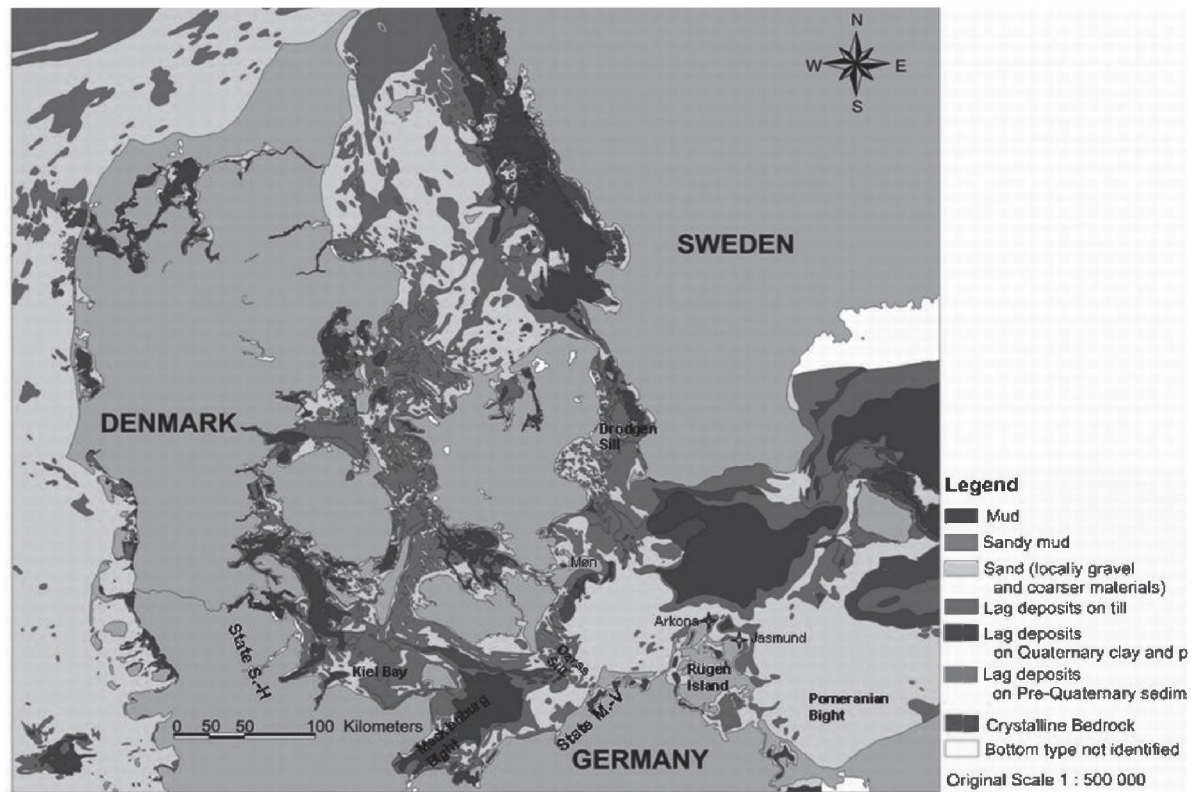 N
W E
S
SWEDEN
DENMARK
Drodgen
Sill
Møn
Arkona
Jasmund
State S.-H
Kiel Bay
Darss
Sill
Rügen
Island
Pomeranian
Bight
Mecklenburg
Bight
State M.-V
GERMANY
0 50 50 100 Kilometers
Legend
Mud
Sandy mud
Sand (locally gravel
and coarser materials)
Lag deposits on till
Lag deposits
on Quaternary clay and p
Lag deposits
on Pre-Quaternary sedim
Crystalline Bedrock
Bottom type not identified
Original Scale 1 : 500 000